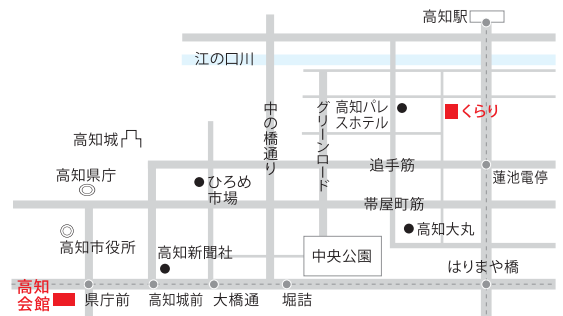 高知駅
江の口川
中の橋通り
グリーンロード
高知パレ
スホテル
くらり
高知城
追手筋
高知県庁
ひろめ
市場
蓮池電停
帯屋町筋
高知大丸
高知市役所
高知新聞社
中央公園
はりまや橋
高知
会館
県庁前
高知城前
大橋通
堀詰